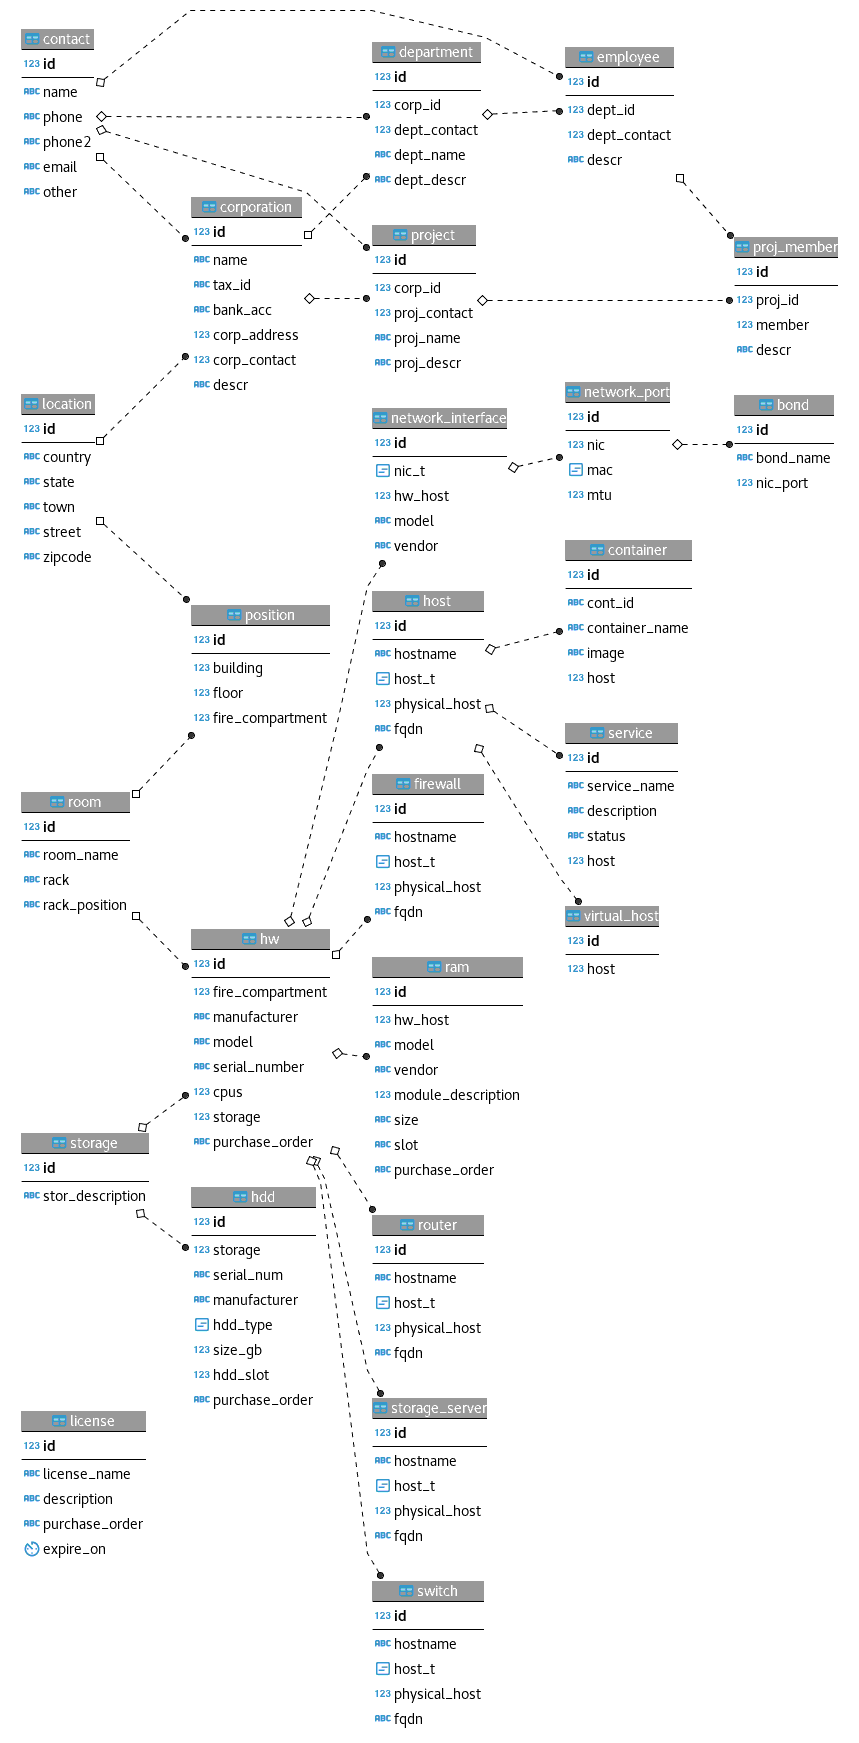 contact
123 id
ABC name
ABC phone
ABC phone2
ABC email
ABC other
department
123 id
123 corp_id
123 dept_contact
ABC dept_name
ABC dept_descr
employee
123 id
123 dept_id
123 dept_contact
ABC descr
corporation
123 id
ABC name
ABC tax_id
ABC bank_acc
123 corp_address
123 corp_contact
ABC descr
project
123 id
123 corp_id
123 proj_contact
ABC proj_name
ABC proj_descr
proj_member
123 id
123 proj_id
123 member
ABC descr
location
123 id
ABC country
ABC state
ABC town
ABC street
ABC zipcode
network_interface
123 id
nic_t
123 hw_host
ABC model
ABC vendor
network_port
123 id
123 nic
mac
123 mtu
bond
123 id
ABC bond_name
123 nic_port
container
123 id
ABC cont_id
ABC container_name
ABC image
123 host
position
123 id
123 building
ABC floor
123 fire_compartment
host
123 id
ABC hostname
host_t
123 physical_host
ABC fqdn
service
123 id
ABC service_name
ABC description
ABC status
123 host
room
123 id
123 room_name
ABC rack
ABC rack_position
firewall
123 id
ABC hostname
host_t
123 physical_host
ABC fqdn
virtual_host
123 id
123 host
hw
123 id
123 fire_compartment
ABC manufacturer
ABC model
ABC serial_number
123 cpus
123 storage
ABC purchase_order
ram
123 id
123 hw_host
ABC model
ABC vendor
123 module_description
ABC size
ABC slot
ABC purchase_order
storage
123 id
ABC stor_description
hdd
123 id
123 storage
ABC serial_num
ABC manufacturer
hdd_type
123 size_gb
123 hdd_slot
ABC purchase_order
router
123 id
ABC hostname
host_t
123 physical_host
ABC fqdn
license
123 id
ABC license_name
ABC description
ABC purchase_order
expire_on
storage_server
123 id
ABC hostname
host_t
123 physical_host
ABC fqdn
switch
123 id
ABC hostname
host_t
123 physical_host
ABC fqdn